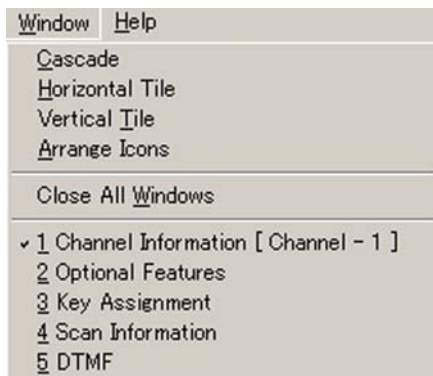 Window Help
Cascade
Horizontal Tile
Vertical Tile
Arrange Icons
Close All Windows
✓ 1 Channel Information [ Channel - 1 ]
2 Optional Features
3 Key Assignment
4 Scan Information
5 DTMF